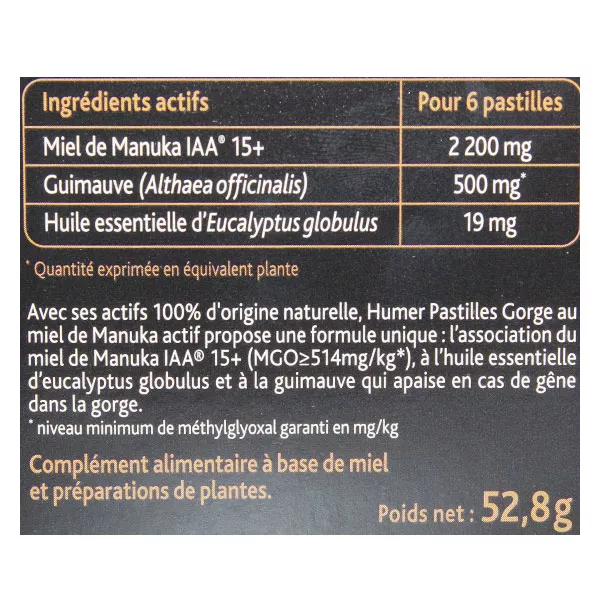 Ingrédients actifs Pour 6 pastilles
Miel de Manuka IAA® 15+ 2 200 mg
Guimauve (Althaea officinalis) 500 mg*
Huile essentielle d'Eucalyptus globulus 19 mg
* Quantité exprimée en équivalent plante
Avec ses actifs 100% d'origine naturelle, Humer Pastilles Gorge au
miel de Manuka actif propose une formule unique : l'association du
miel de Manuka IAA® 15+ (MGO≥514mg/kg*), à l'huile essentielle
d'eucalyptus globulus et à la guimauve qui apaise en cas de gêne
dans la gorge.
* niveau minimum de méthylglyoxal garanti en mg/kg
Complément alimentaire à base de miel
et préparations de plantes.
Poids net : 52,8g